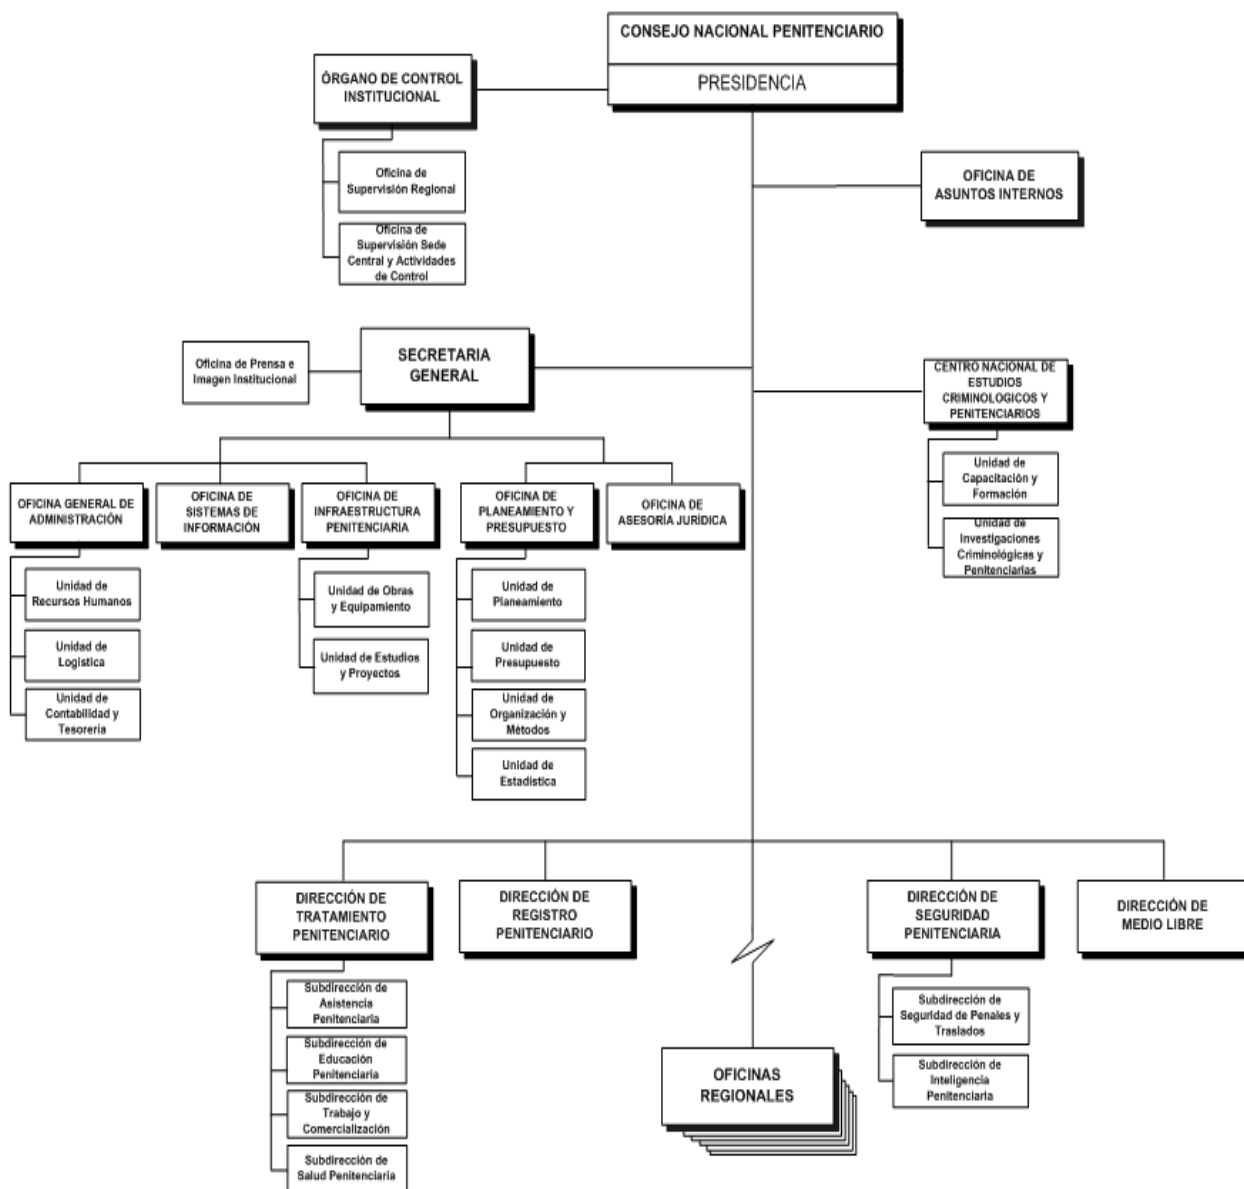 CONSEJO NACIONAL PENITENCIARIO
PRESIDENCIA
ÓRGANO DE CONTROL
INSTITUCIONAL
Oficina de
Supervisión Regional
Oficina de
Supervisión Sede
Central y Actividades
de Control
OFICINA DE
ASUNTOS INTERNOS
Oficina de Prensa e
Imagen Institucional
SECRETARIA
GENERAL
CENTRO NACIONAL DE
ESTUDIOS
CRIMINOLOGICOS Y
PENITENCIARIOS
Unidad de
Capacitación y
Formación
Unidad de
Investigaciones
Criminológicas y
Penitenciarias
OFICINA GENERAL DE
ADMINISTRACIÓN
OFICINA DE
SISTEMAS DE
INFORMACIÓN
OFICINA DE
INFRAESTRUCTURA
PENITENCIARIA
OFICINA DE
PLANEAMIENTO Y
PRESUPUESTO
OFICINA DE
ASESORÍA JURÍDICA
Unidad de
Recursos Humanos
Unidad de
Logística
Unidad de
Contabilidad y
Tesorería
Unidad de Obras
y Equipamiento
Unidad de Estudios
y Proyectos
Unidad de
Planeamiento
Unidad de
Presupuesto
Unidad de
Organización y
Métodos
Unidad de
Estadística
DIRECCIÓN DE
TRATAMIENTO
PENITENCIARIO
DIRECCIÓN DE
REGISTRO
PENITENCIARIO
DIRECCIÓN DE
SEGURIDAD
PENITENCIARIA
DIRECCIÓN DE
MEDIO LIBRE
Subdirección de
Asistencia
Penitenciaria
Subdirección de
Educación
Penitenciaria
Subdirección de
Trabajo y
Comercialización
Subdirección de
Salud Penitenciaria
OFICINAS
REGIONALES
Subdirección de
Seguridad de Penales y
Traslados
Subdirección de
Inteligencia
Penitenciaria